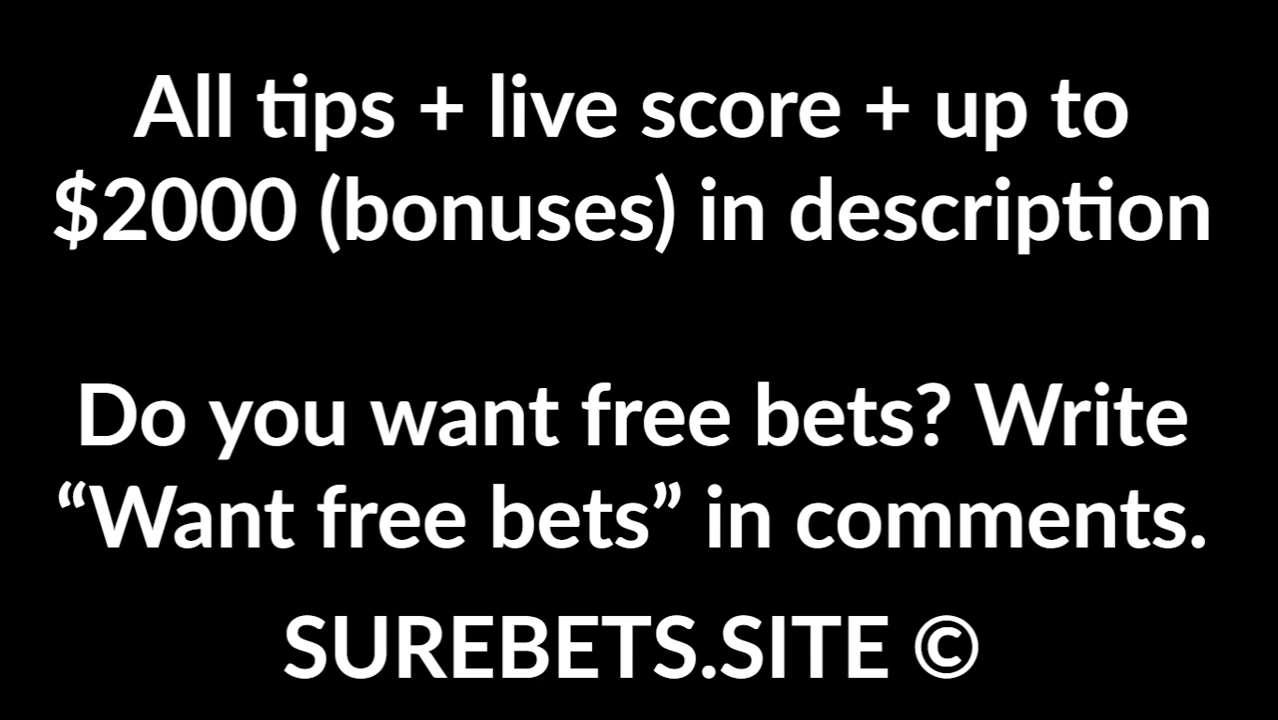 All tips + live score + up to
$2000 (bonuses) in description
Do you want free bets? Write
“Want free bets” in comments.
SUREBETS.SITE ©